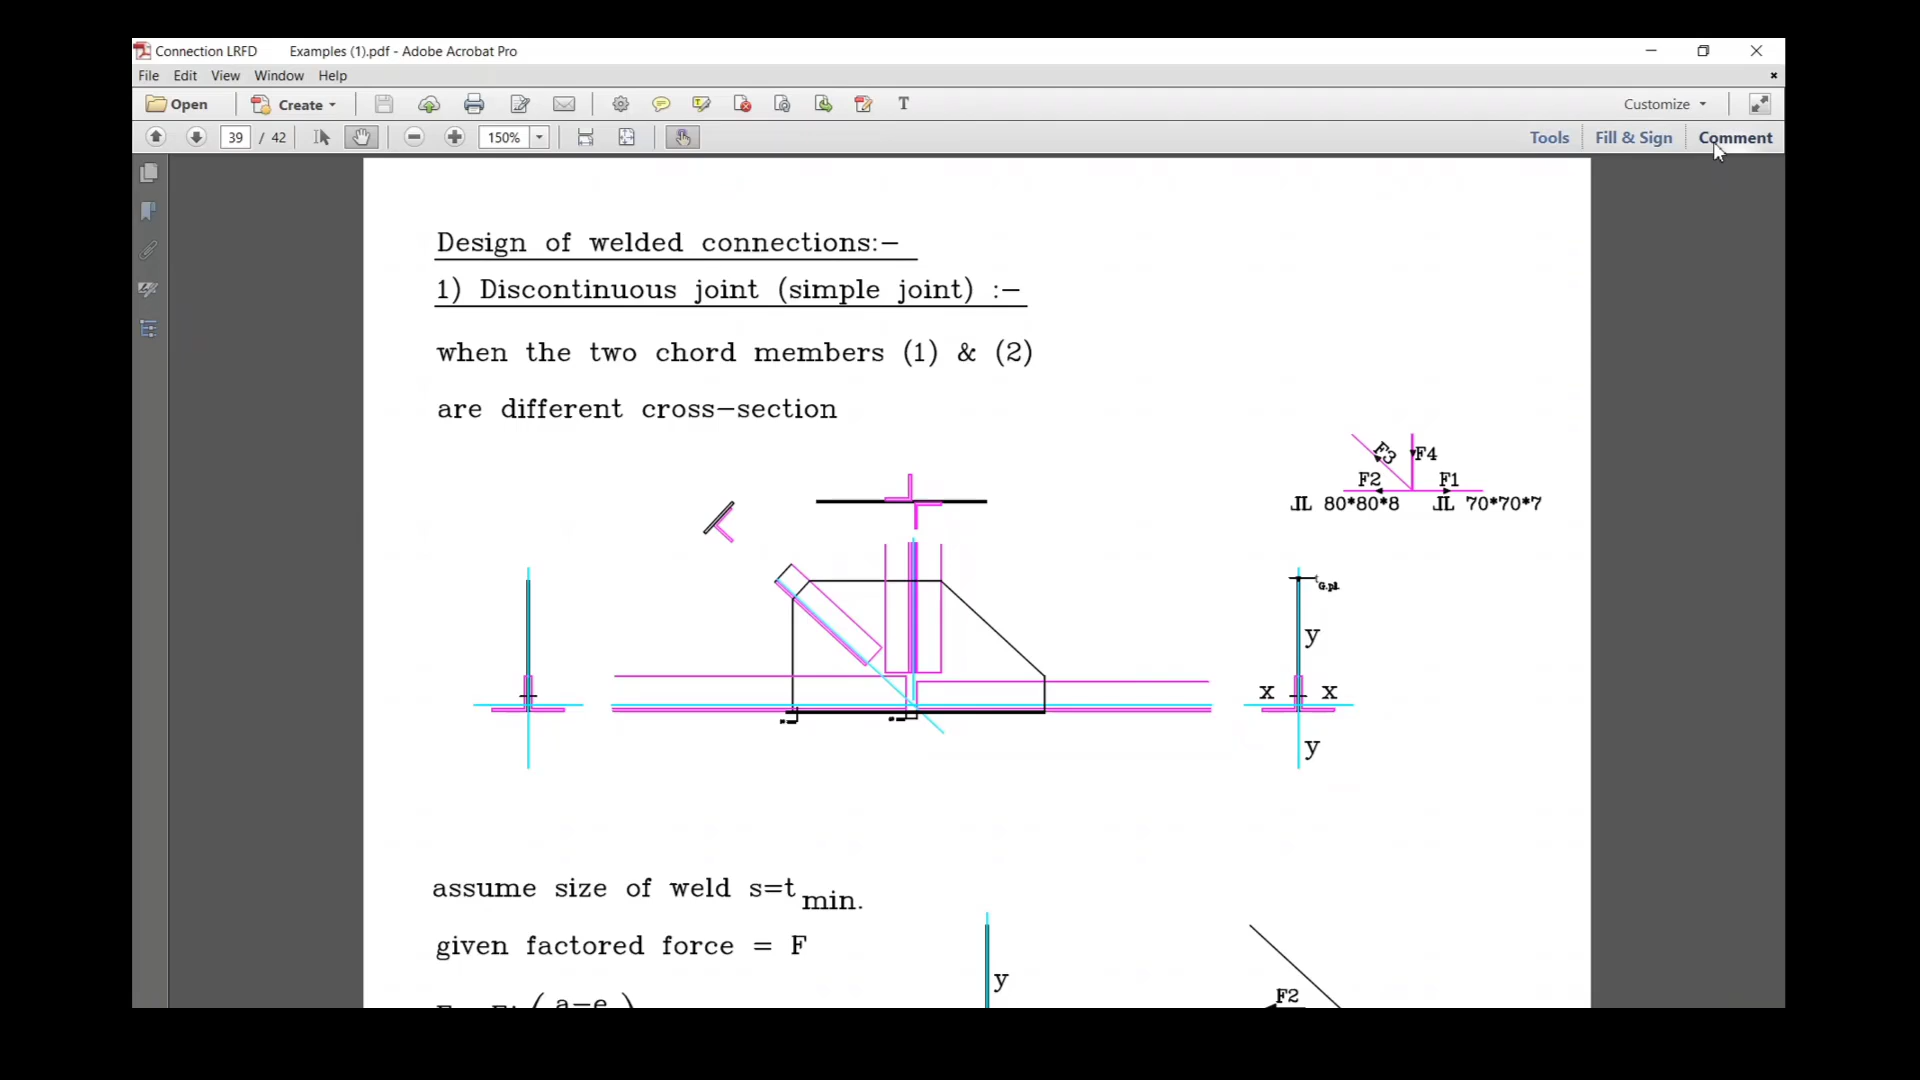 Connection LRFD Examples (1).pdf - Adobe Acrobat Pro
File Edit View Window Help
Open Create T Customize
39 / 42 150% Tools Fill & Sign Comment
Design of welded connections:-
1) Discontinuous joint (simple joint) :-
when the two chord members (1) & (2)
are different cross-section
F3 F4
F2 F1
80*80*8 70*70*7
G.pl.
y
x x
y
assume size of weld s=t min.
given factored force = F
y
F2
a-e